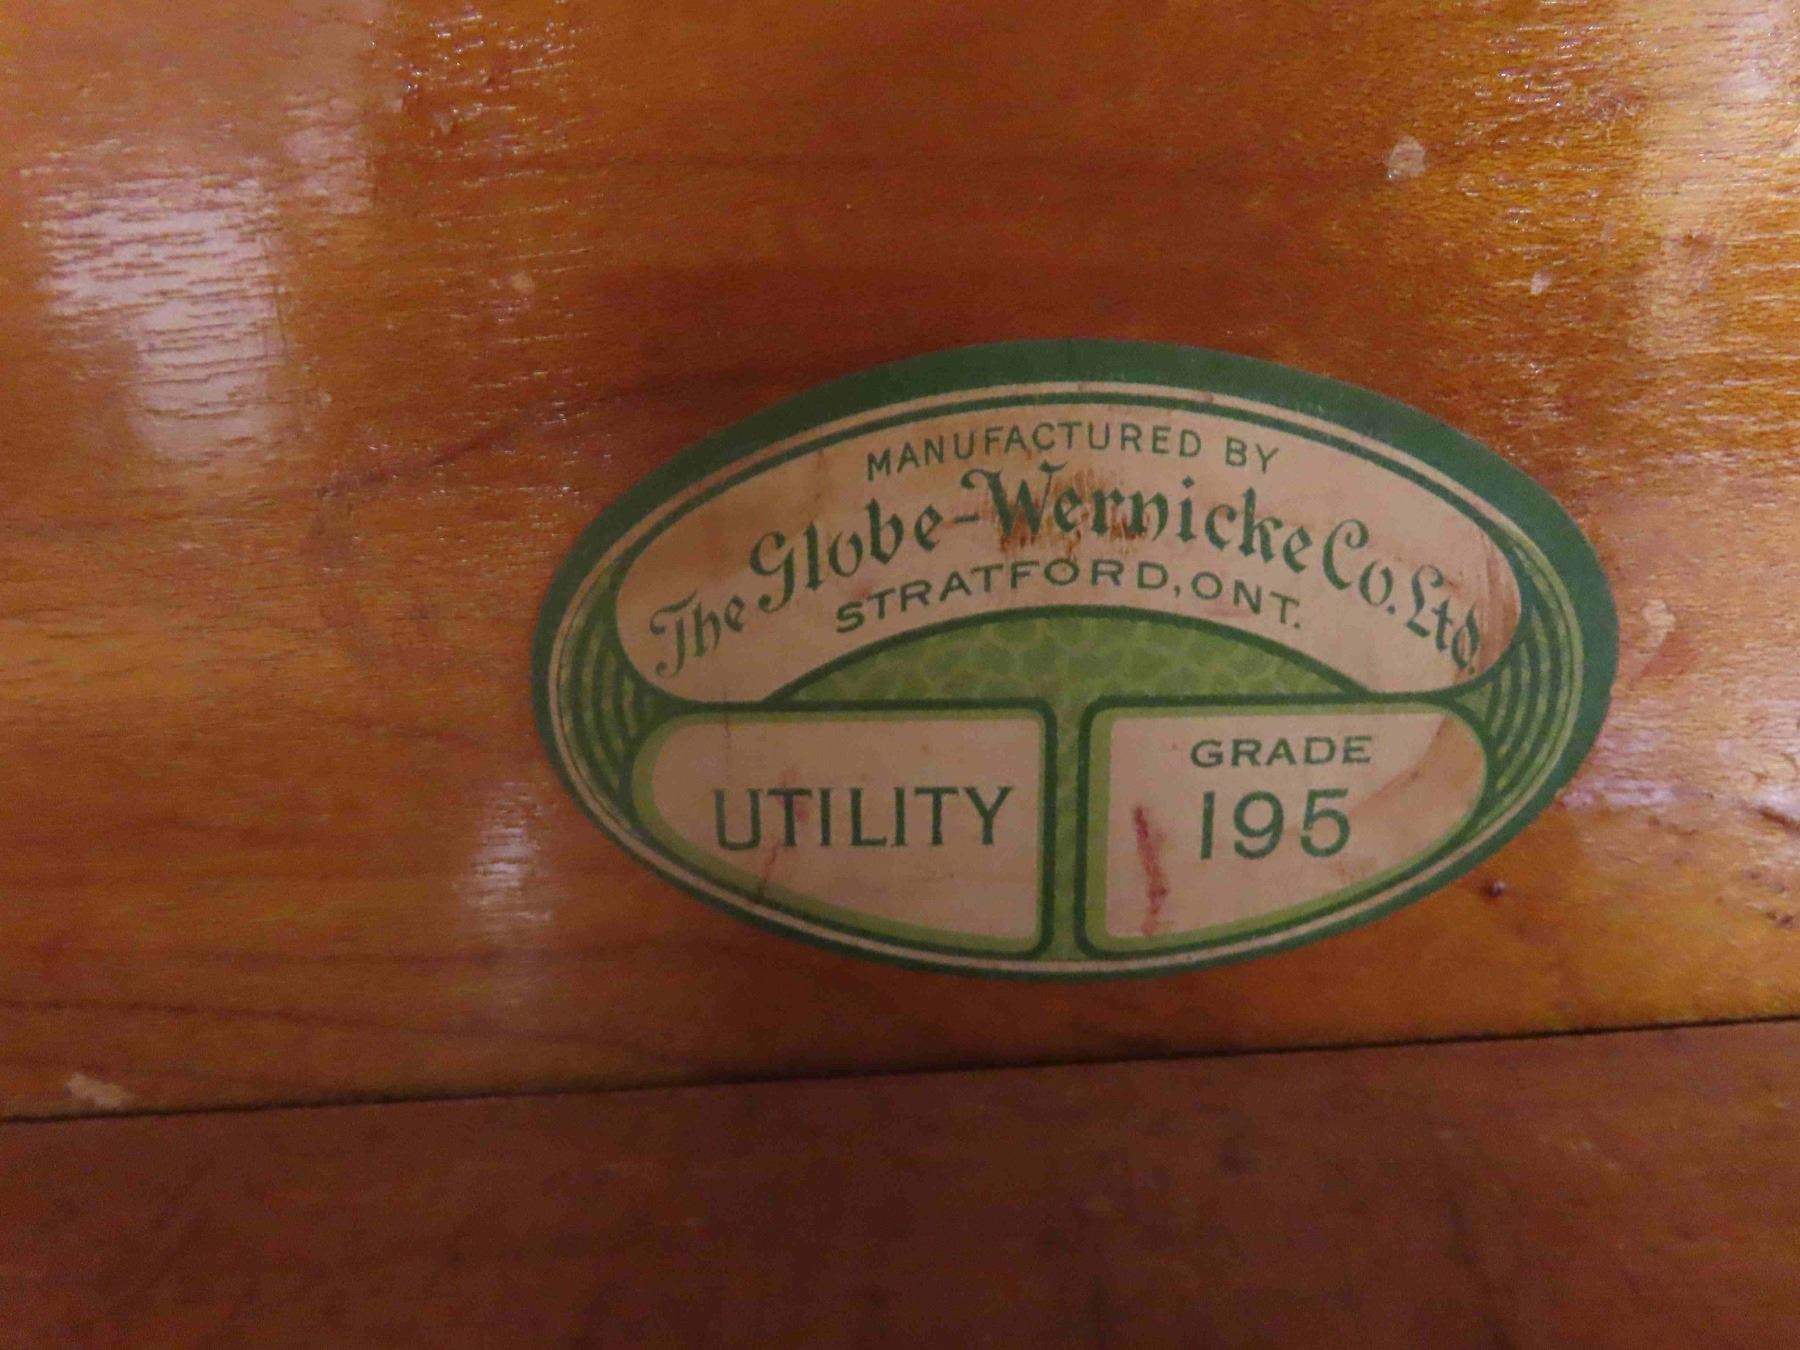 MANUFACTURED BY
The Globe-Wernicke Co. Ltd.
STRATFORD, ONT.
UTILITY
GRADE
195